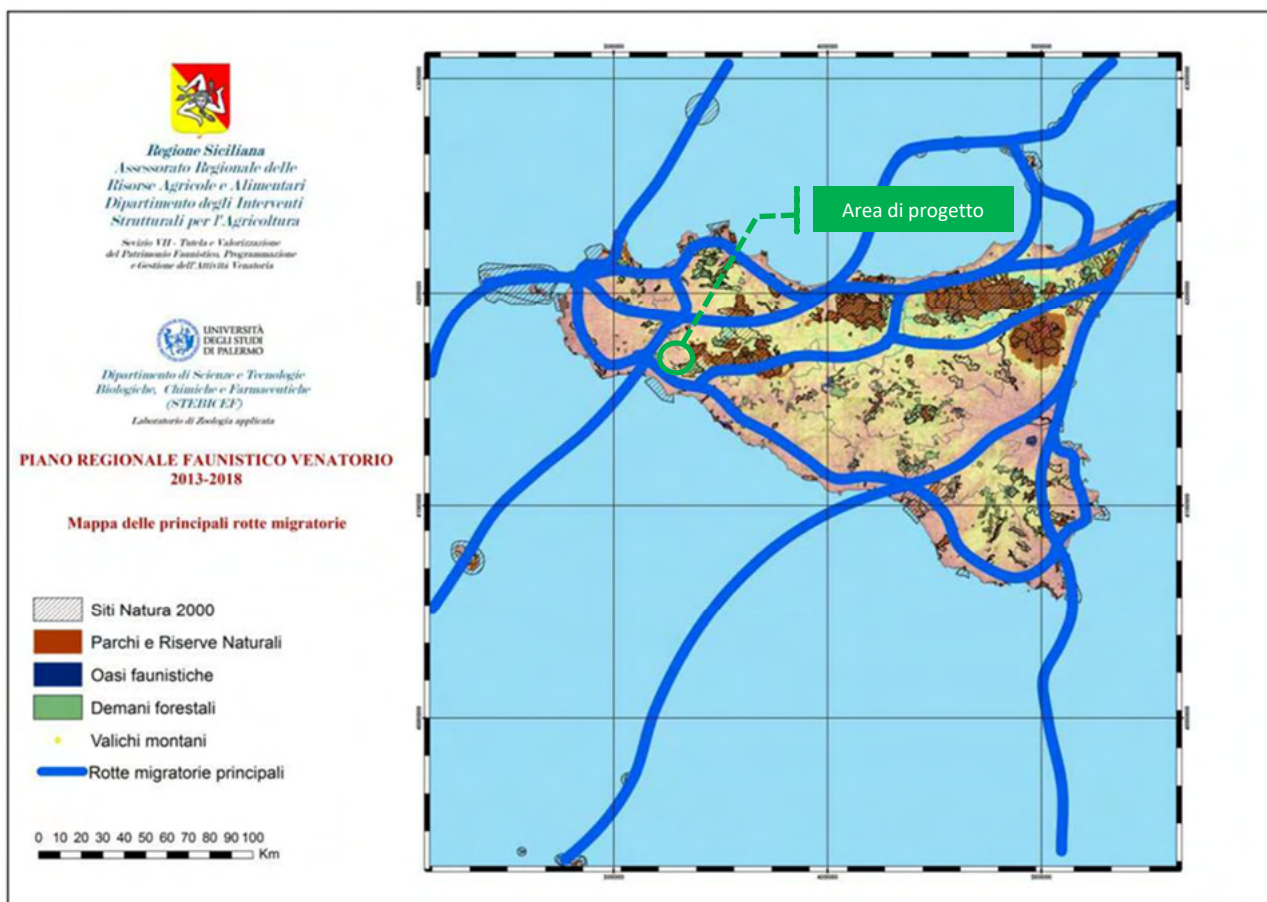 Regione Siciliana
Assessorato Regionale delle
Risorse Agricole e Alimentari
Dipartimento degli Interventi
Strutturali per l'Agricoltura
Sevizio VII - Tutela e Valorizzazione
del Patrimonio Faunistico, Programmazione
e Gestione dell'Attività Venatoria
UNIVERSITÀ
DEGLI STUDI
DI PALERMO
Dipartimento di Scienze e Tecnologie
Biologiche, Chimiche e Farmaceutiche
(STEBICEF)
Laboratorio di Zoologia applicata
PIANO REGIONALE FAUNISTICO VENATORIO
2013-2018
Mappa delle principali rotte migratorie
Siti Natura 2000
Parchi e Riserve Naturali
Oasi faunistiche
Demani forestali
Valichi montani
Rotte migratorie principali
0 10 20 30 40 50 60 70 80 90 100
Km
Area di progetto